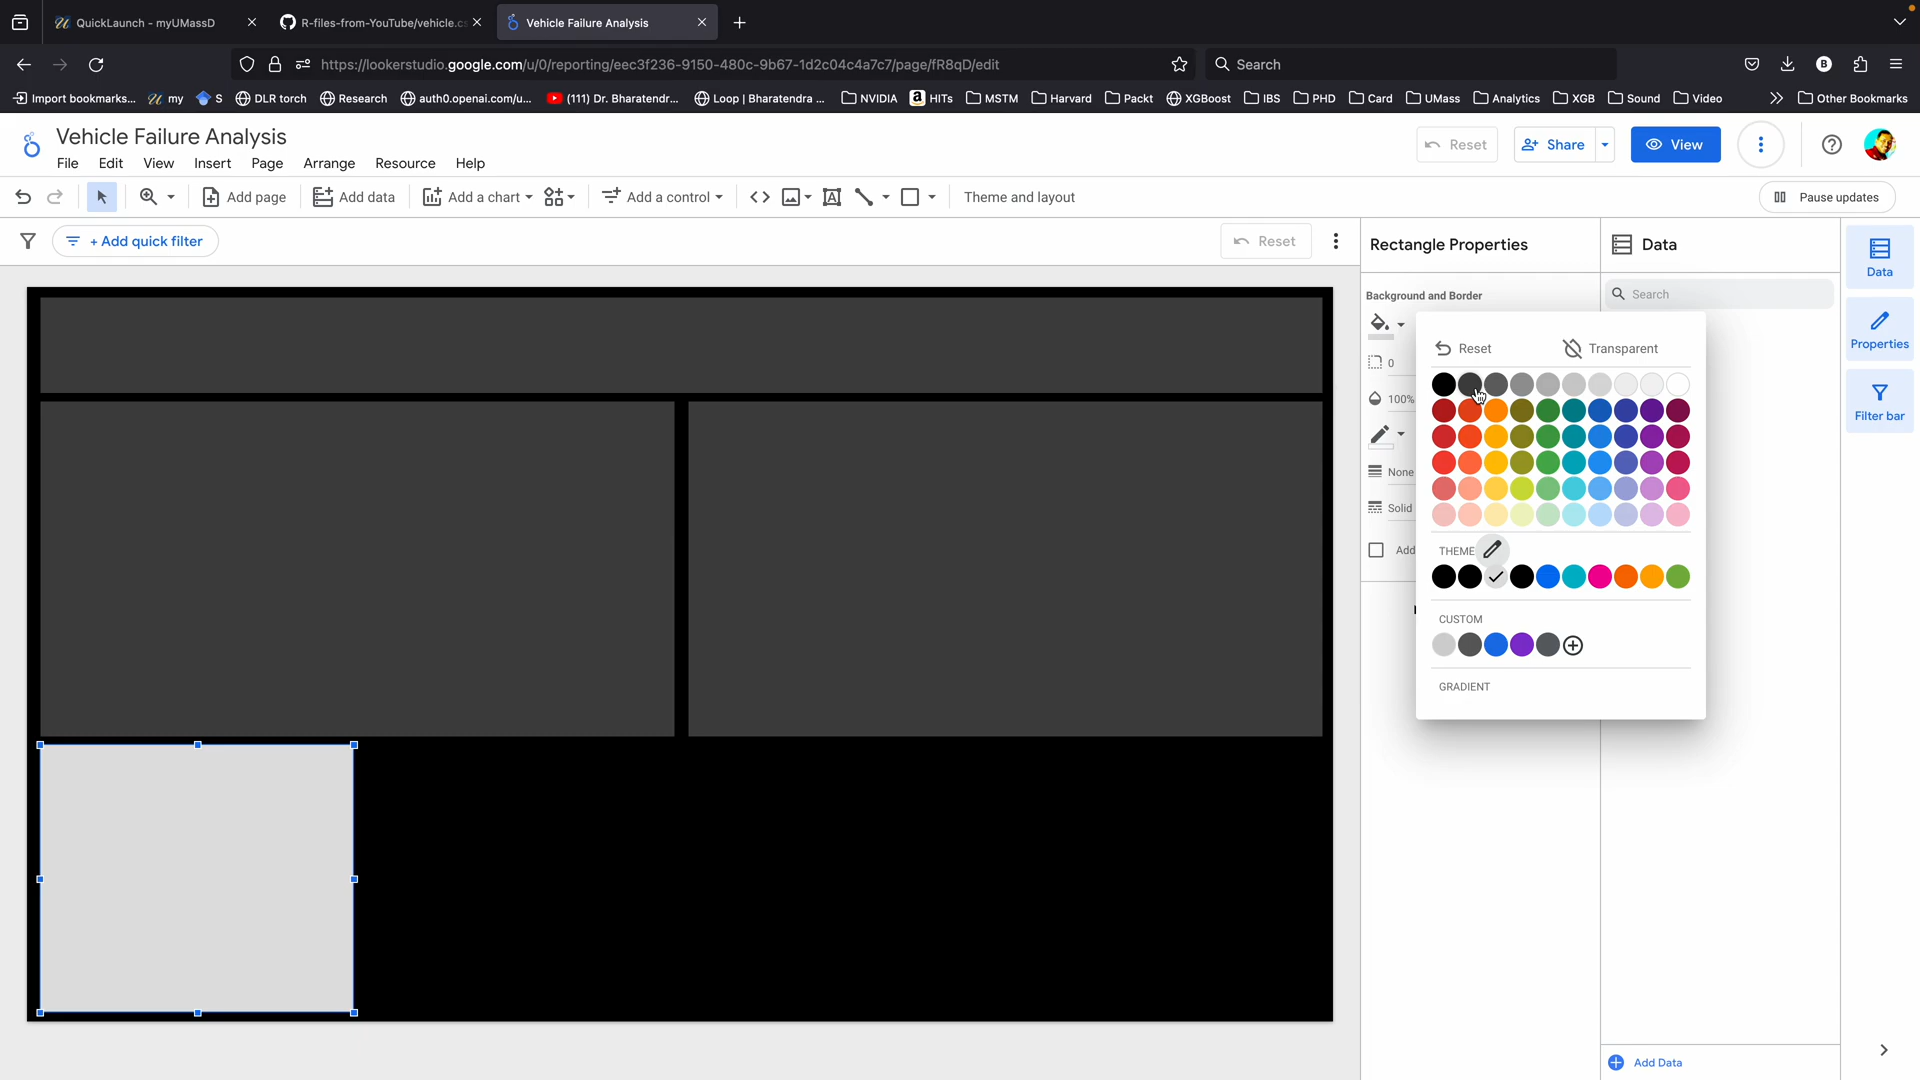 QuickLaunch - myUMassD
R-files-from-YouTube/vehicle.cs
Vehicle Failure Analysis
https://lookerstudio.google.com/u/0/reporting/eec3f236-9150-480c-9b67-1d2c04c4a7c7/page/fR8qD/edit
Search
B
Import bookmarks...
my
S
DLR torch
Research
auth0.openai.com/u...
(111) Dr. Bharatendr...
Loop | Bharatendra ...
NVIDIA
HITs
MSTM
Harvard
Packt
XGBoost
IBS
PHD
Card
UMass
Analytics
XGB
Sound
Video
Other Bookmarks
Vehicle Failure Analysis
File
Edit
View
Insert
Page
Arrange
Resource
Help
Reset
Share
View
Add page
Add data
Add a chart
Add a control
Theme and layout
Pause updates
+ Add quick filter
Reset
Rectangle Properties
Data
Background and Border
0
100%
None
Solid
Add
Reset
Transparent
THEME
CUSTOM
GRADIENT
Search
Add Data
Data
Properties
Filter bar